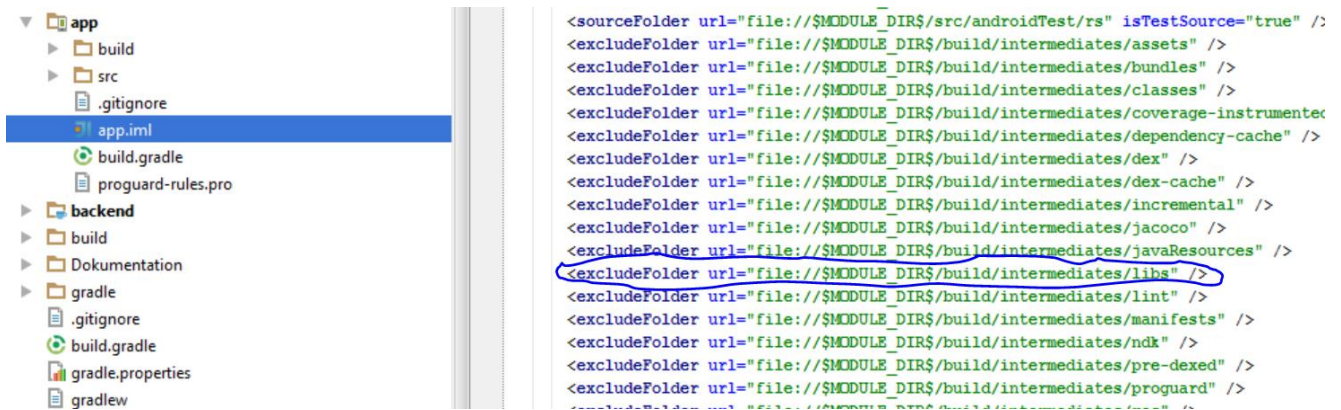 app
build
src
.gitignore
app.iml
build.gradle
proguard-rules.pro
backend
build
Dokumentation
gradle
.gitignore
build.gradle
gradle.properties
gradlew
<sourceFolder url="file://$MODULE_DIR$/src/androidTest/rs" isTestSource="true" />
<excludeFolder url="file://$MODULE_DIR$/build/intermediates/assets" />
<excludeFolder url="file://$MODULE_DIR$/build/intermediates/bundles" />
<excludeFolder url="file://$MODULE_DIR$/build/intermediates/classes" />
<excludeFolder url="file://$MODULE_DIR$/build/intermediates/coverage-instrumented
<excludeFolder url="file://$MODULE_DIR$/build/intermediates/dependency-cache" />
<excludeFolder url="file://$MODULE_DIR$/build/intermediates/dex" />
<excludeFolder url="file://$MODULE_DIR$/build/intermediates/dex-cache" />
<excludeFolder url="file://$MODULE_DIR$/build/intermediates/incremental" />
<excludeFolder url="file://$MODULE_DIR$/build/intermediates/jacoco" />
<excludeFolder url="file://$MODULE_DIR$/build/intermediates/javaResources" />
<excludeFolder url="file://$MODULE_DIR$/build/intermediates/libs" />
<excludeFolder url="file://$MODULE_DIR$/build/intermediates/lint" />
<excludeFolder url="file://$MODULE_DIR$/build/intermediates/manifests" />
<excludeFolder url="file://$MODULE_DIR$/build/intermediates/ndk" />
<excludeFolder url="file://$MODULE_DIR$/build/intermediates/pre-dexed" />
<excludeFolder url="file://$MODULE_DIR$/build/intermediates/proguard" />